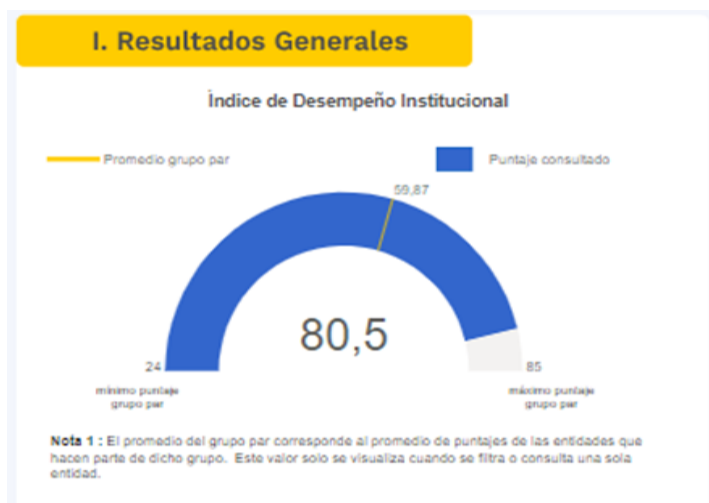 I. Resultados Generales
Índice de Desempeño Institucional
Promedio grupo par
Puntaje consultado
59,87
80,5
24
mínimo puntaje
grupo par
85
máximo puntaje
grupo par
Nota 1 : El promedio del grupo par corresponde al promedio de puntajes de las entidades que
hacen parte de dicho grupo. Este valor solo se visualiza cuando se filtra o consulta una sola
entidad.